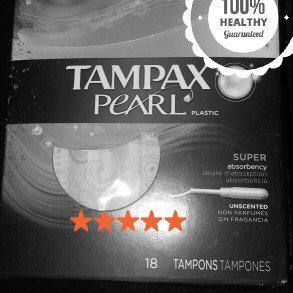 100%
HEALTHY
Guaranteed
TAMPAX
PEARL
PLASTIC
SUPER
absorbency
degré d'absorption
absorbencia
UNSCENTED
NON PARFUMÉS
SIN FRAGANCIA
18 TAMPONS TAMPONES